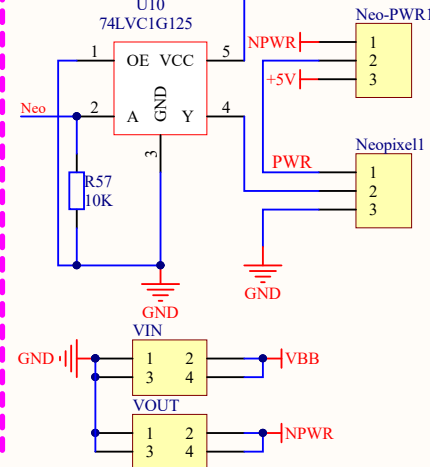 U10
74LVC1G125
Neo-PWR1
1
OE
VCC
5
NPWR
1
2
+5V
3
GND
Neo
2
A
Y
4
3
Neopixel1
PWR
1
2
3
R57
10K
GND
GND
VIN
GND
1
2
3
4
VBB
VOUT
1
2
3
4
NPWR